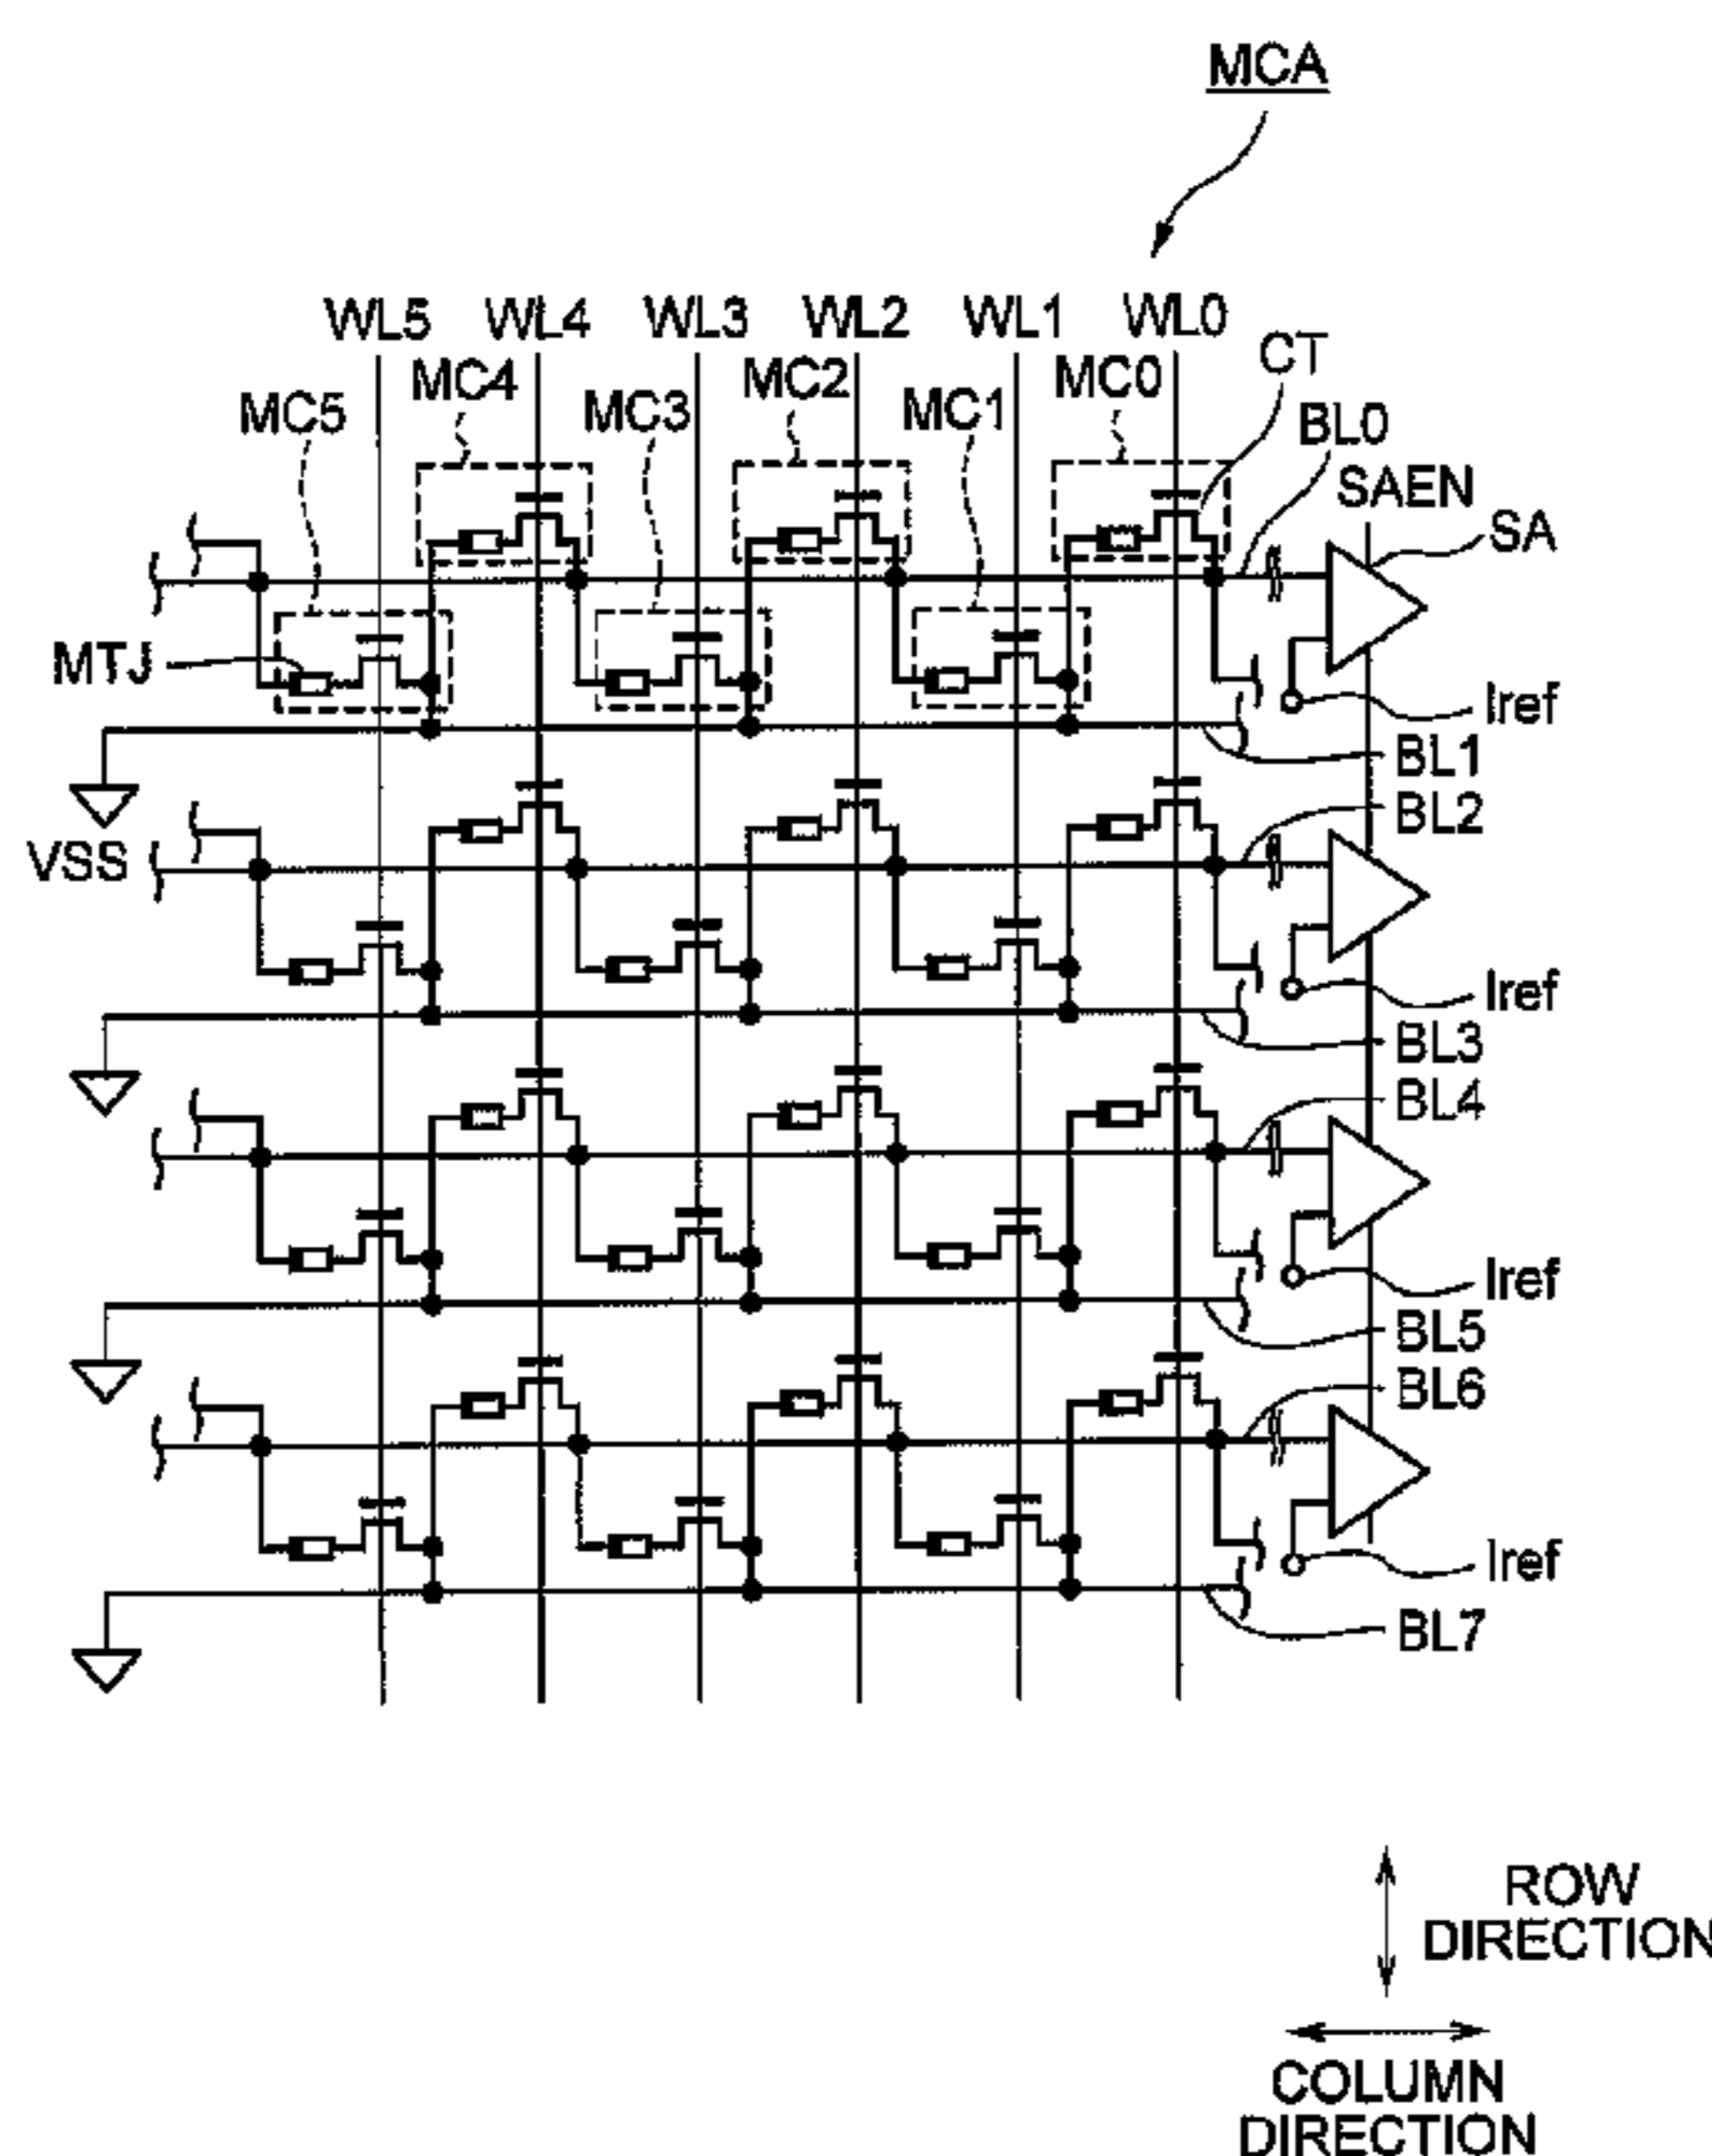 MCA
WL5 WL4 WL3 WL2 WL1 WL0
CT
MC5 MC4 MC3 MC2 MC1 MC0
BL0
SAEN
SA
MTJ
Iref
BL1
BL2
VSS
Iref
BL3
BL4
Iref
BL5
BL6
Iref
BL7
ROW
DIRECTION
COLUMN
DIRECTION